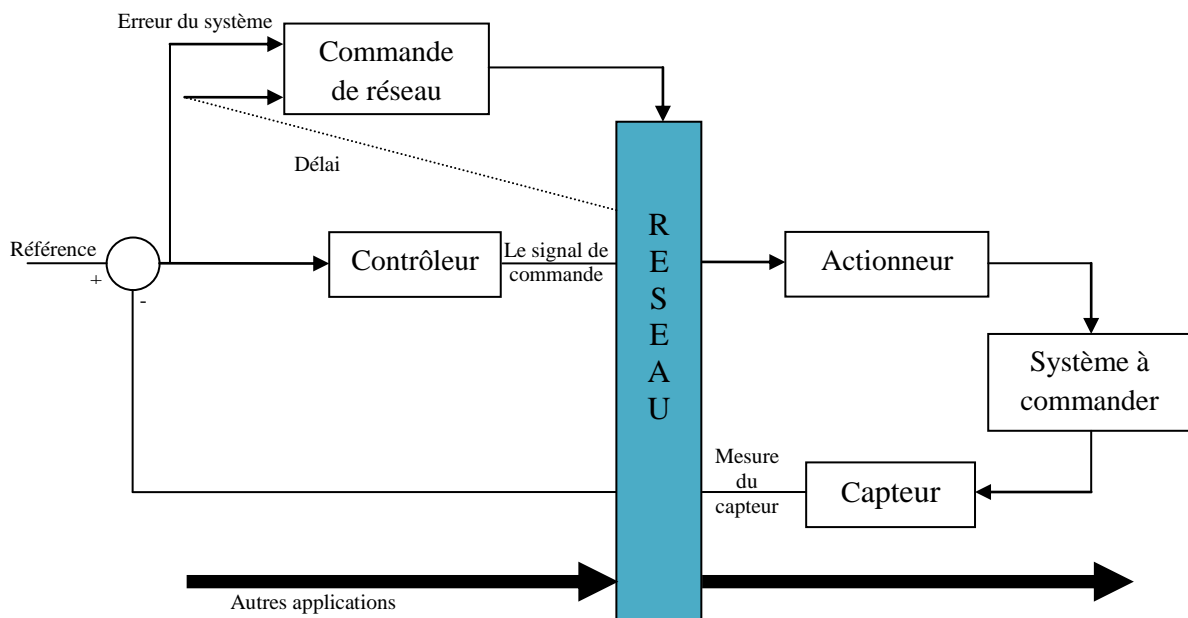 Erreur du système
Commande
de réseau
Délai
Référence
+
-
Contrôleur
Le signal de
commande
R
E
S
E
A
U
Actionneur
Système à
commander
Mesure
du
capteur
Capteur
Autres applications